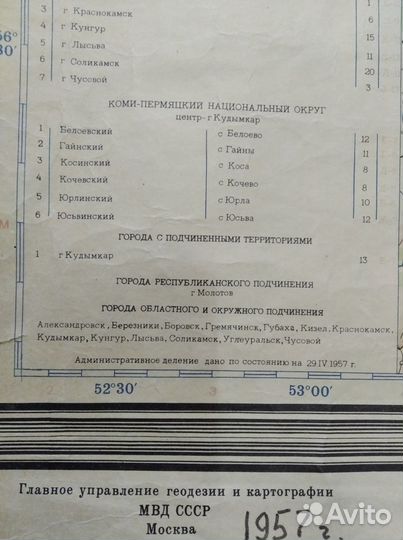 1
3 г Краснокамск 6
4 г Кунгур 15
5 г Лысьва 11
6 г Соликамск 20
7 г Чусовой 3
56°
30'
КОМИ-ПЕРМЯЦКИЙ НАЦИОНАЛЬНЫЙ ОКРУГ
центр-г Кудымкар
1 Белоевский с Белоево 12
2 Гайнский с Гайны 11
3 Косинский с Коса 8
4 Кочевский с Кочево 8
5 Юрлинский с Юрла 10
6 Юсьвинский с Юсьва 12
ГОРОДА С ПОДЧИНЕННЫМИ ТЕРРИТОРИЯМИ
1 г Кудымкар 13
ГОРОДА РЕСПУБЛИКАНСКОГО ПОДЧИНЕНИЯ
г Молотов
ГОРОДА ОБЛАСТНОГО И ОКРУЖНОГО ПОДЧИНЕНИЯ
Александровск, Березники, Боровск, Гремячинск, Губаха, Кизел, Краснокамск,
Кудымкар, Кунгур, Лысьва, Соликамск, Углеуральск, Чусовой
Административное деление дано по состоянию на 29 IV 1957 г.
52°30' 53°00'
Главное управление геодезии и картографии
МВД СССР
Москва 1957 г.
Avito